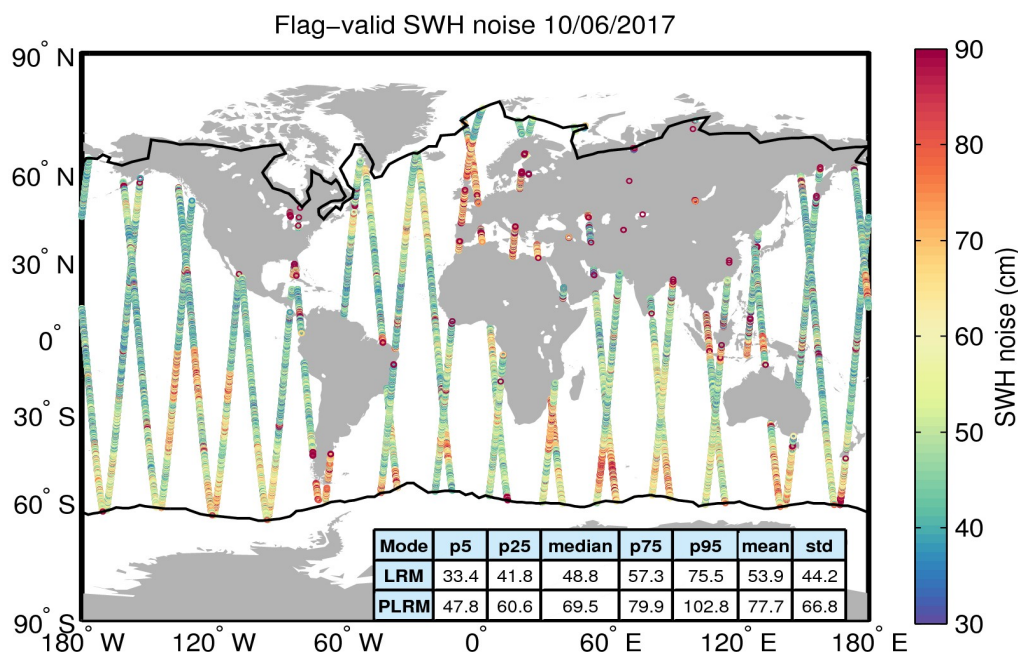 Flag−valid SWH noise 10/06/2017
90° N
60° N
30° N
0°
30° S
60° S
90° S
180° W
120° W
60° W
0°
60° E
120° E
180° E
90
80
70
60
50
40
30
SWH noise (cm)
Mode p5 p25 median p75 p95 mean std
LRM 33.4 41.8 48.8 57.3 75.5 53.9 44.2
PLRM 47.8 60.6 69.5 79.9 102.8 77.7 66.8